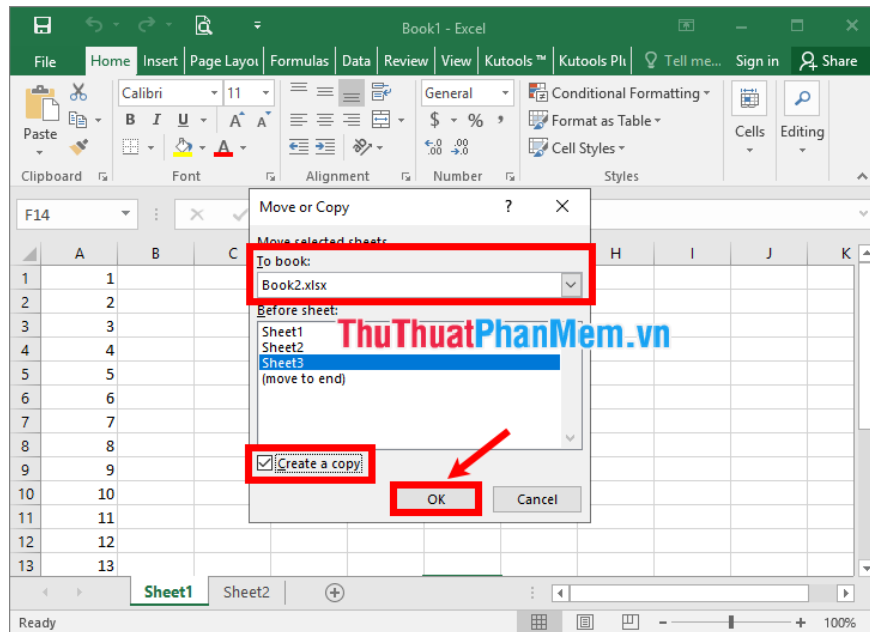 Book1 - Excel
File Home Insert Page Layou Formulas Data Review View Kutools ™ Kutools Plu Tell me... Sign in Share
Calibri 11 General Conditional Formatting
Paste B I U A A $ % , Format as Table Cells Editing
A .0 .00 .00 .0 Cell Styles
Clipboard Font Alignment Number Styles
F14
Move or Copy ? ×
Move selected sheets
To book:
Book2.xlsx
Before sheet:
Sheet1
Sheet2
Sheet3
(move to end)
Create a copy
OK Cancel
ThuThuatPhanMem.vn
A B C H I J K
1 1
2 2
3 3
4 4
5 5
6 6
7 7
8 8
9 9
10 10
11 11
12 12
13 13
Sheet1 Sheet2
Ready 100%